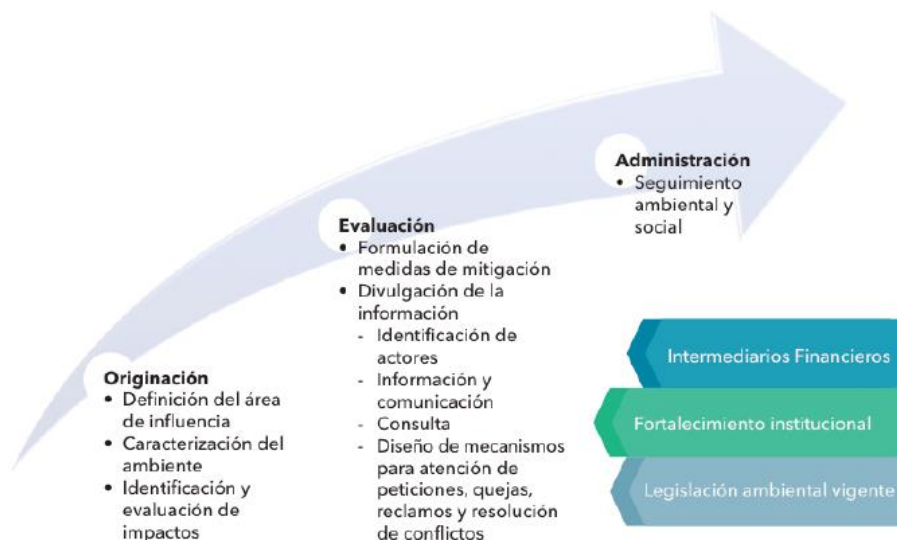 Administración
• Seguimiento
ambiental y
social
Evaluación
• Formulación de
medidas de mitigación
• Divulgación de la
información
- Identificación de
actores
- Información y
comunicación
- Consulta
- Diseño de mecanismos
para atención de
peticiones, quejas,
reclamos y resolución
de conflictos
Originación
• Definición del área
de influencia
• Caracterización del
ambiente
• Identificación y
evaluación de
impactos
Intermediarios Financieros
Fortalecimiento institucional
Legislación ambiental vigente